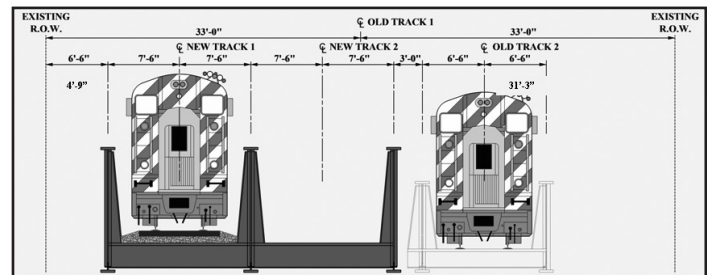 EXISTING
R.O.W.
℄ OLD TRACK 1
EXISTING
R.O.W.
33'-0"
33'-0"
℄ NEW TRACK 1
℄ NEW TRACK 2
℄ OLD TRACK 2
6'-6"
7'-6"
7'-6"
7'-6"
7'-6"
3'-0"
6'-6"
6'-6"
4'-9"
31'-3"